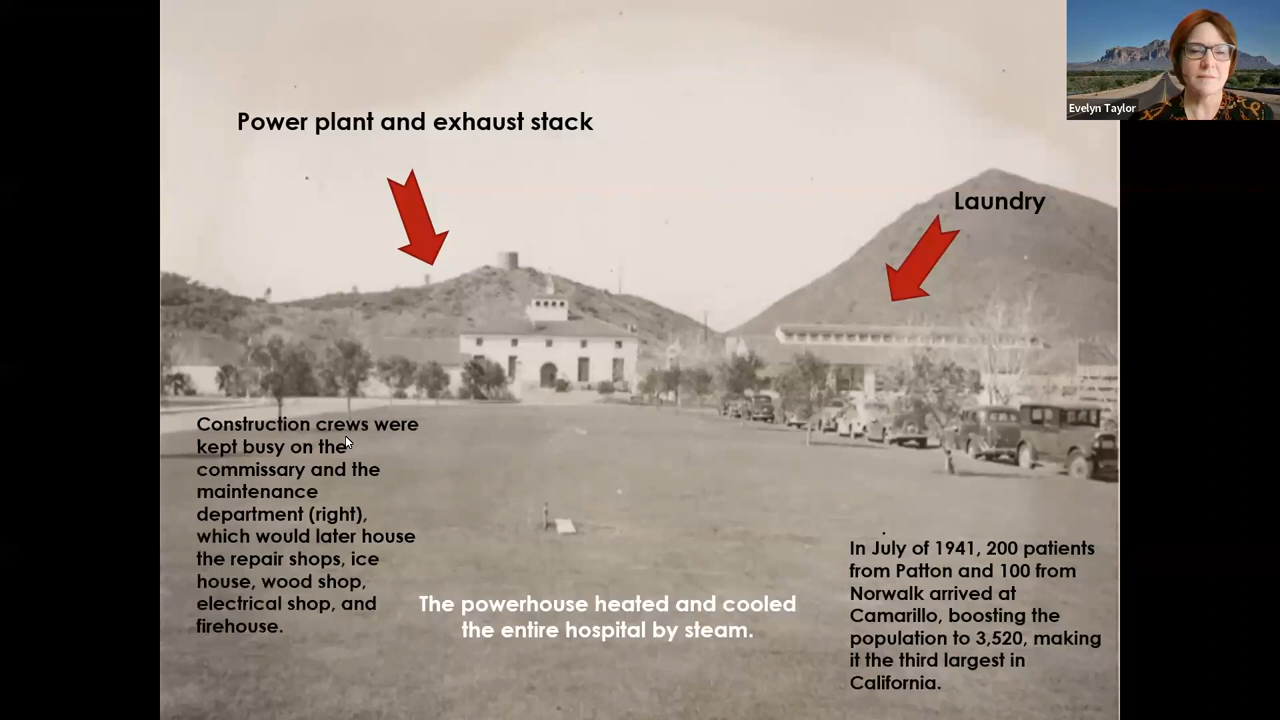 Evelyn Taylor
Power plant and exhaust stack
Laundry
Construction crews were
kept busy on the
commissary and the
maintenance
department (right),
which would later house
the repair shops, ice
house, wood shop,
electrical shop, and
firehouse.
The powerhouse heated and cooled
the entire hospital by steam.
In July of 1941, 200 patients
from Patton and 100 from
Norwalk arrived at
Camarillo, boosting the
population to 3,520, making
it the third largest in
California.